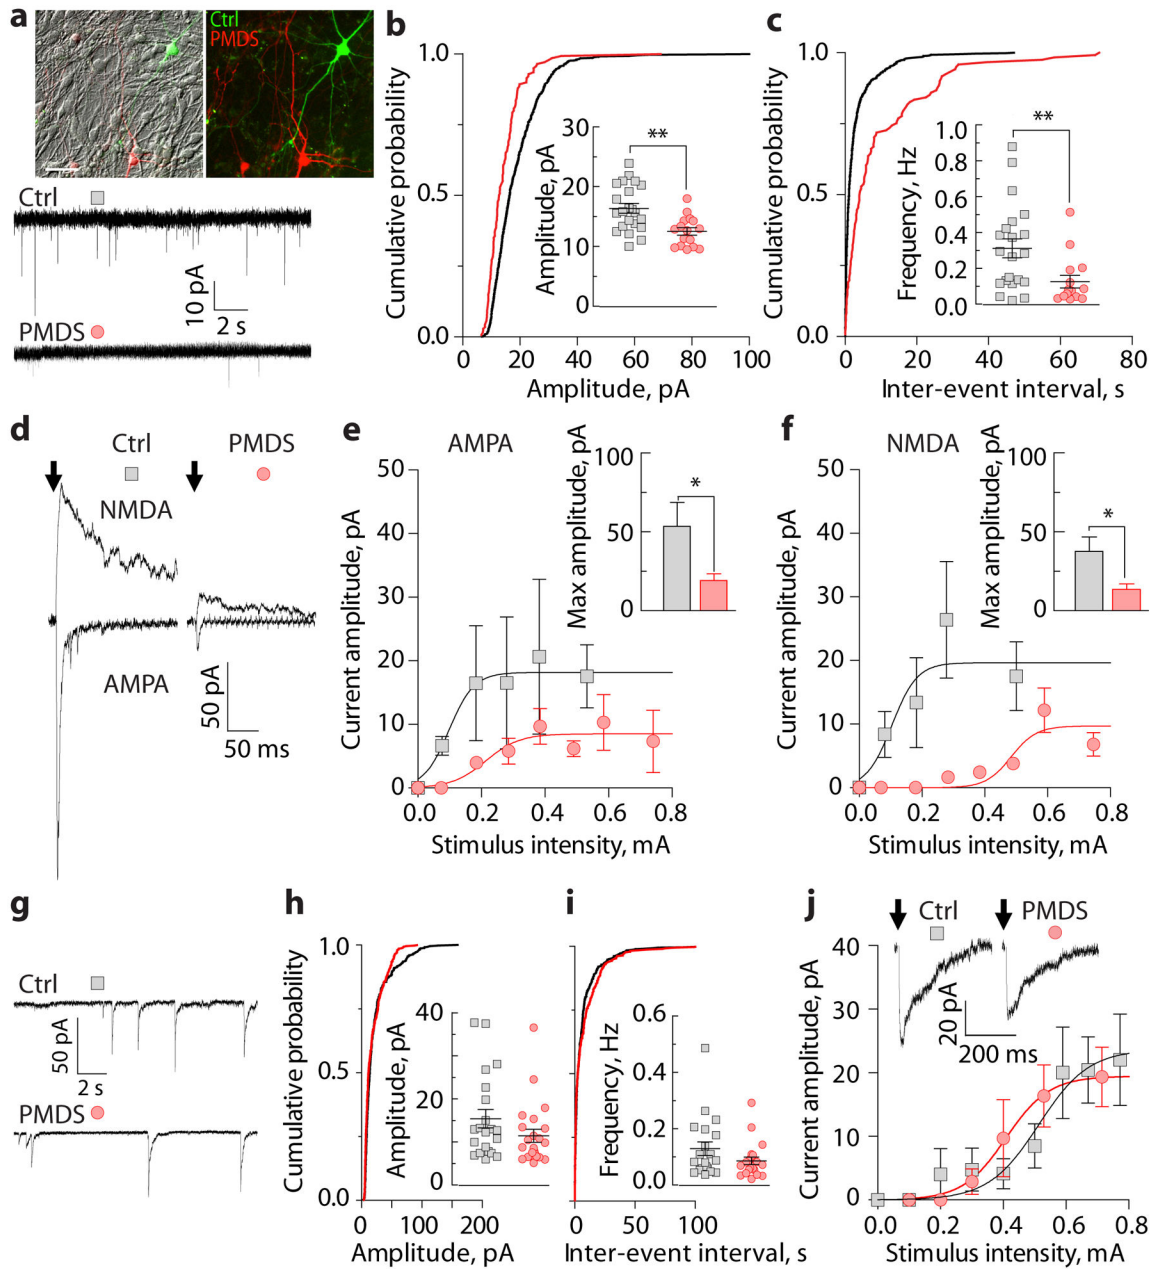 a
Ctrl
PMDS
Ctrl
10 pA
2 s
PMDS
b
Cumulative probability
1.0
0.5
0.0
0 20 40 60 80 100
Amplitude, pA
Amplitude, pA
30
20
10
0
**
c
Cumulative probability
1.0
0.5
0.0
0 20 40 60 80
Inter-event interval, s
Frequency, Hz
1.0
0.8
0.6
0.4
0.2
0.0
**
d
Ctrl PMDS
NMDA
AMPA
50 pA
50 ms
e
AMPA
Current amplitude, pA
50
40
30
20
10
0
0.0 0.2 0.4 0.6 0.8
Stimulus intensity, mA
Max amplitude, pA
100
50
0
*
f
NMDA
Current amplitude, pA
50
40
30
20
10
0
0.0 0.2 0.4 0.6 0.8
Stimulus intensity, mA
Max amplitude, pA
100
50
0
*
g
Ctrl
50 pA
2 s
PMDS
h
Cumulative probability
1.0
0.5
0.0
0 100 200
Amplitude, pA
Amplitude, pA
40
20
0
i
0 50 100
Inter-event interval, s
Frequency, Hz
0.6
0.4
0.2
0.0
j
Ctrl PMDS
20 pA
200 ms
Current amplitude, pA
40
30
20
10
0
0.0 0.2 0.4 0.6 0.8
Stimulus intensity, mA